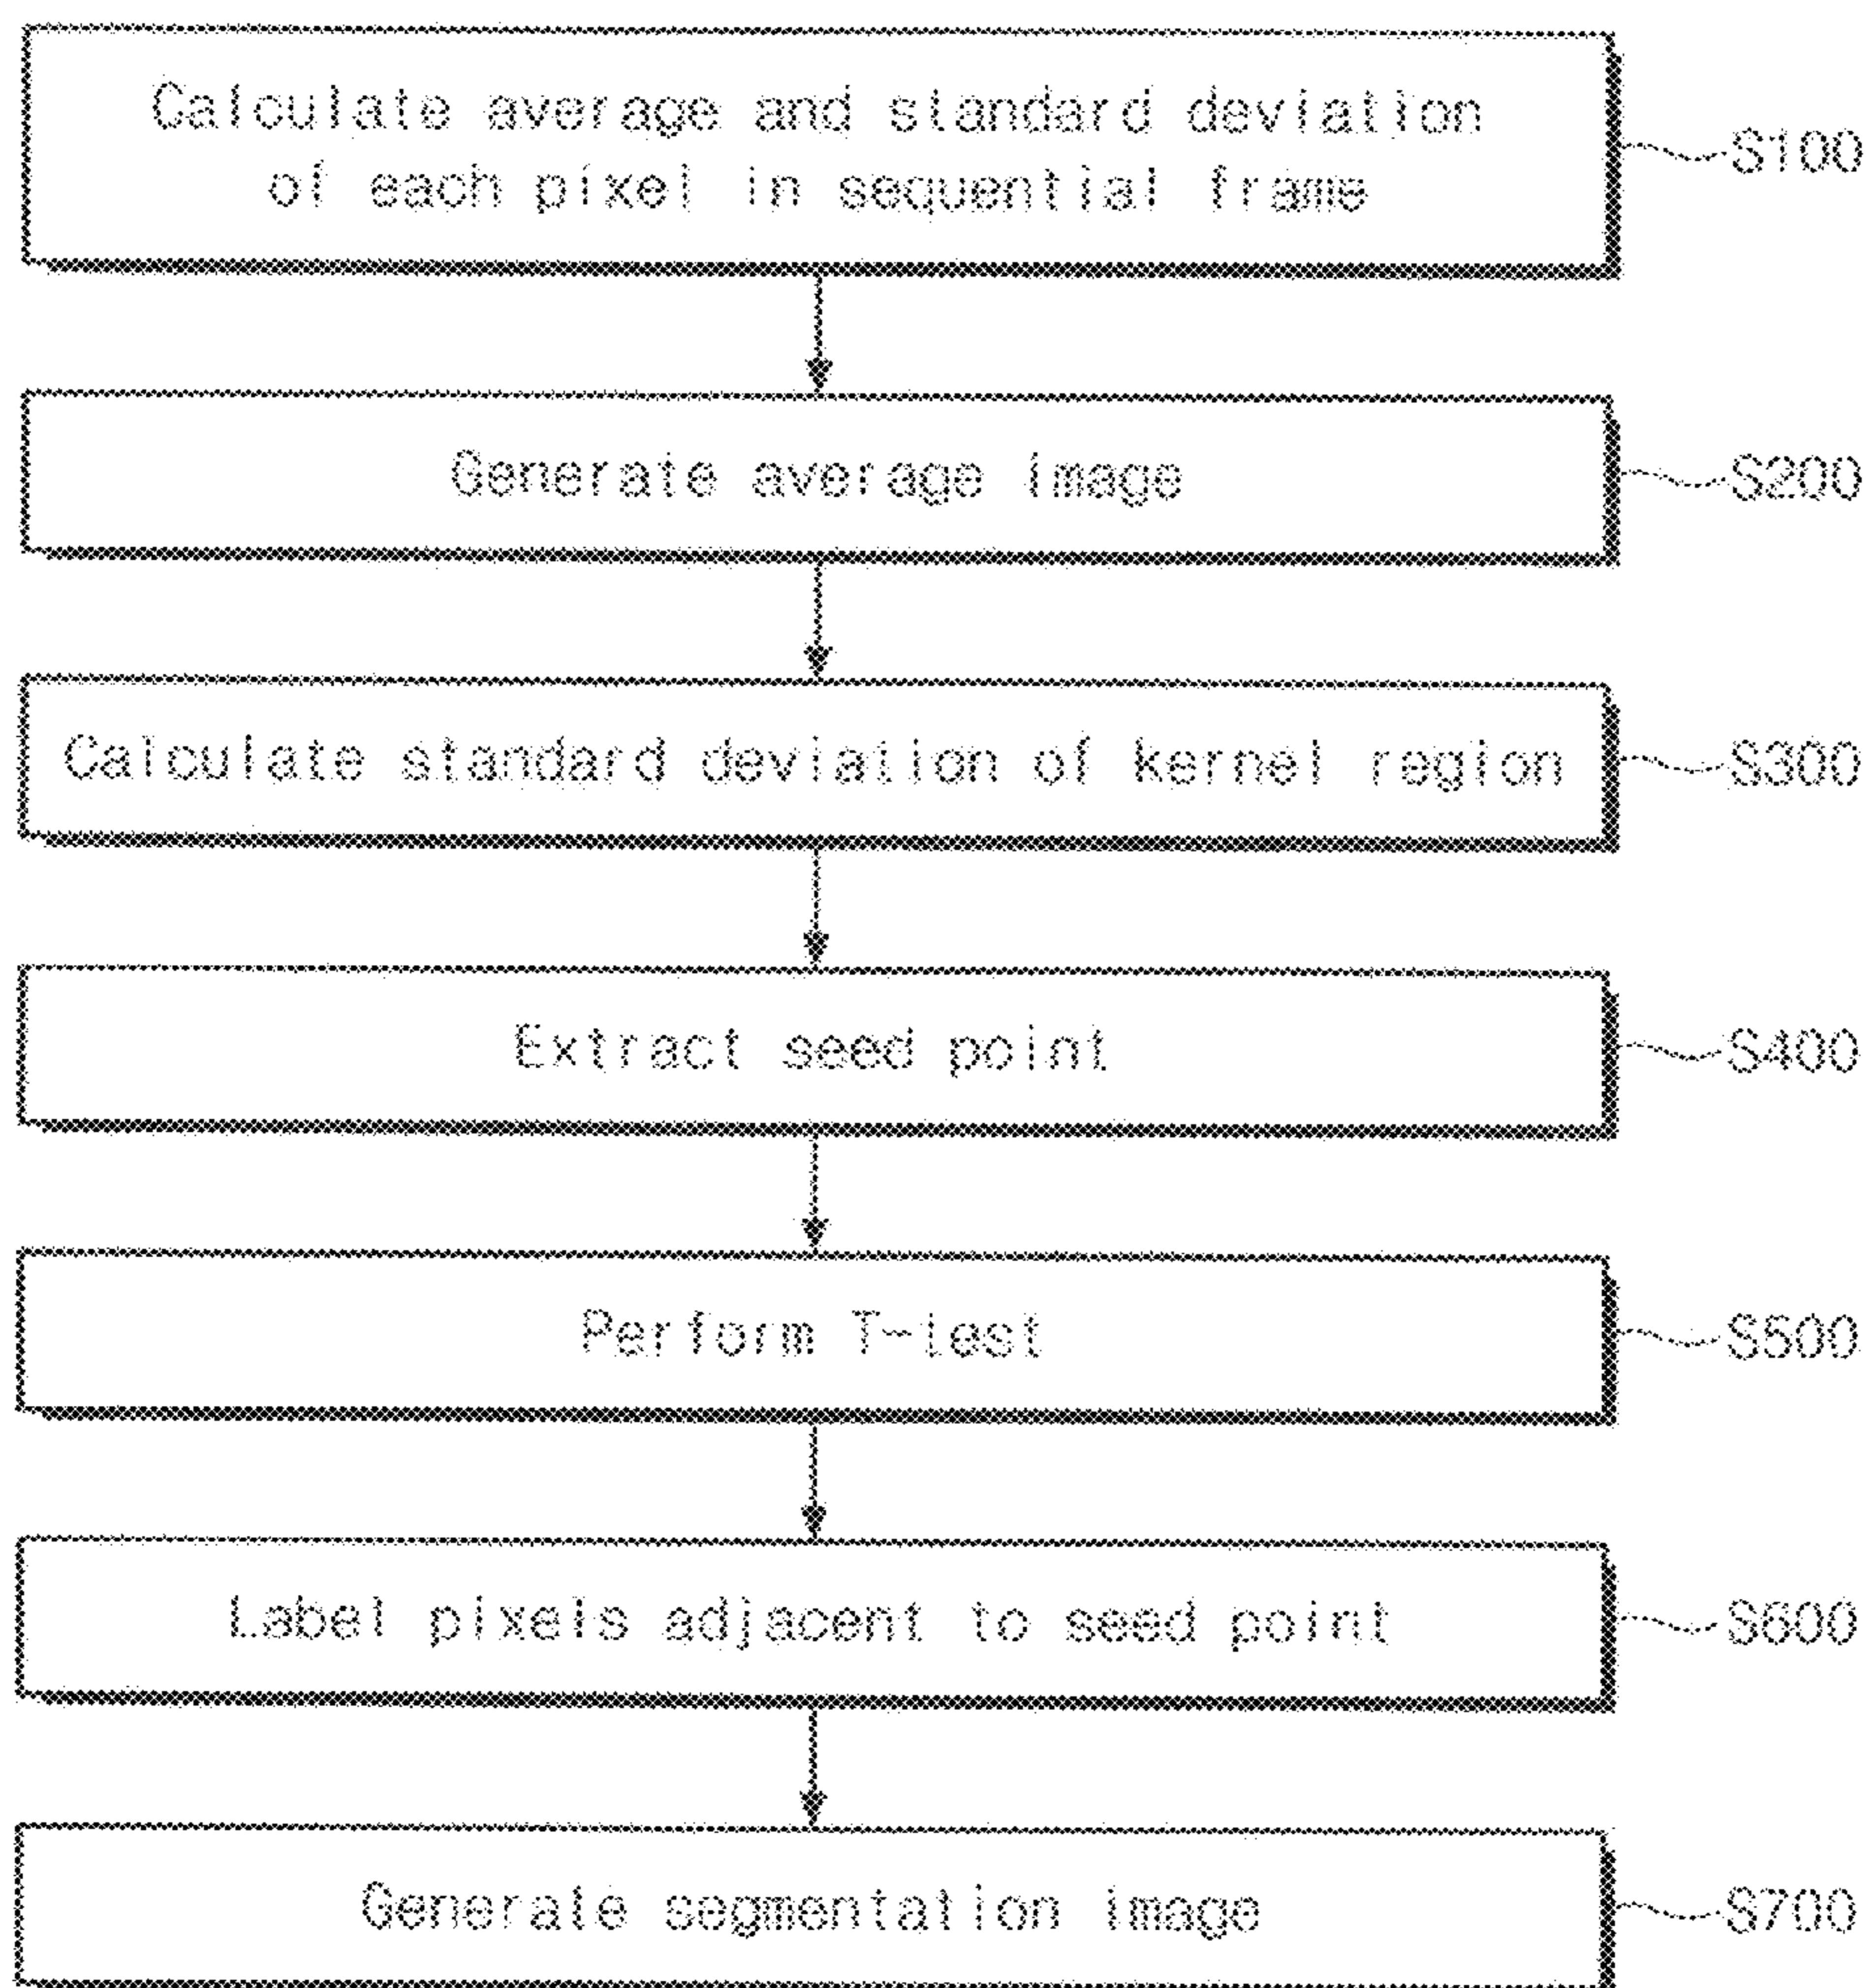 Calculate average and standard deviation
of each pixel in sequential frame
S100
Generate average image
S200
Calculate standard deviation of kernel region
S300
Extract seed point
S400
Perform T-test
S500
Label pixels adjacent to seed point
S600
Generate segmentation image
S700